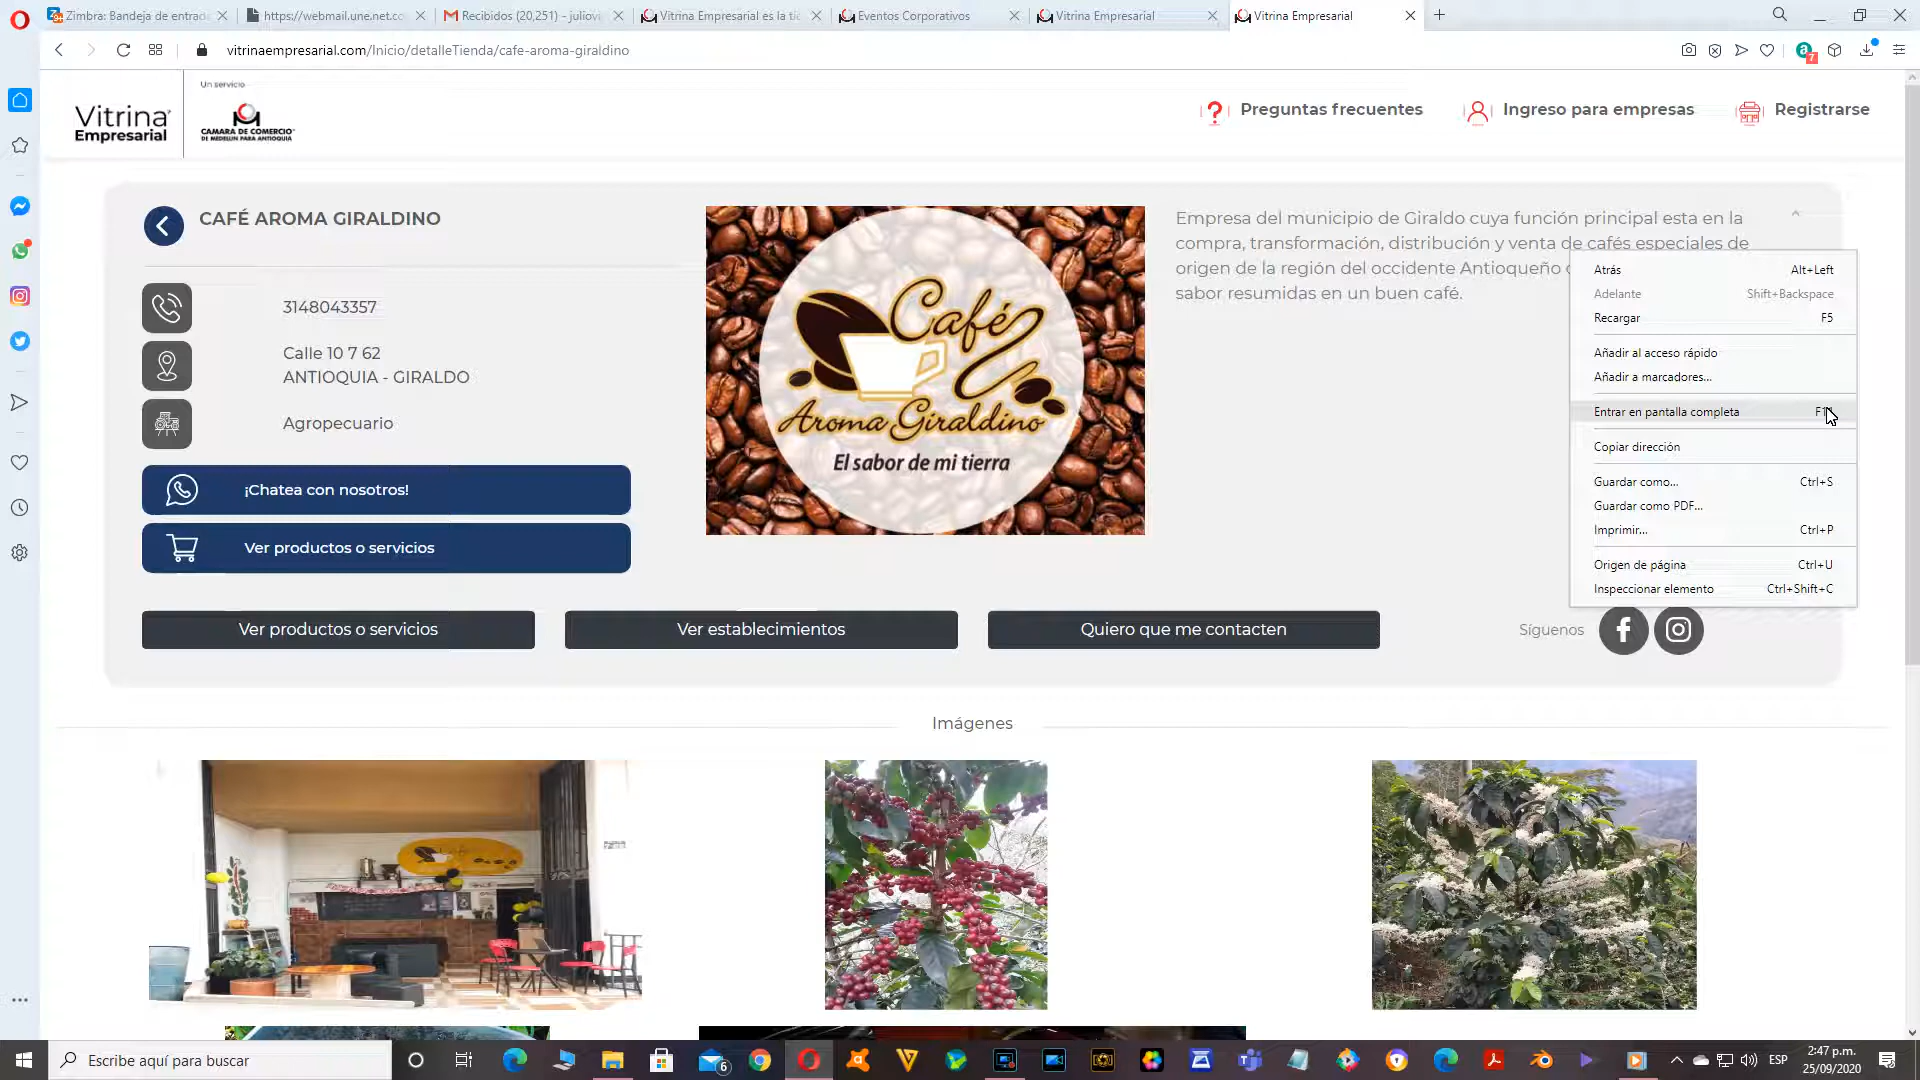 Zimbra: Bandeja de entrad
https://webmail.une.net.co
Recibidos (20,251) - juliov
Vitrina Empresarial es la ti
Eventos Corporativos
Vitrina Empresarial
Vitrina Empresarial
vitrinaempresarial.com/Inicio/detalleTienda/cafe-aroma-giraldino
7
Vitrina
Empresarial
Un servicio
CAMARA DE COMERCIO
DE MEDELLIN PARA ANTIOQUIA
Preguntas frecuentes
Ingreso para empresas
Registrarse
CAFÉ AROMA GIRALDINO
3148043357
Calle 10 7 62
ANTIOQUIA - GIRALDO
Agropecuario
¡Chatea con nosotros!
Ver productos o servicios
Café
Aroma Giraldino
El sabor de mi tierra
Empresa del municipio de Giraldo cuya función principal esta en la
compra, transformación, distribución y venta de cafés especiales de
origen de la región del occidente Antioqueño
sabor resumidas en un buen café.
Atrás Alt+Left
Adelante Shift+Backspace
Recargar F5
Añadir al acceso rápido
Añadir a marcadores...
Entrar en pantalla completa
Copiar dirección
Guardar como... Ctrl+S
Guardar como PDF...
Imprimir... Ctrl+P
Origen de página Ctrl+U
Inspeccionar elemento Ctrl+Shift+C
Ver productos o servicios
Ver establecimientos
Quiero que me contacten
Síguenos
Imágenes
Escribe aquí para buscar
6
ESP
2:47 p.m.
25/09/2020